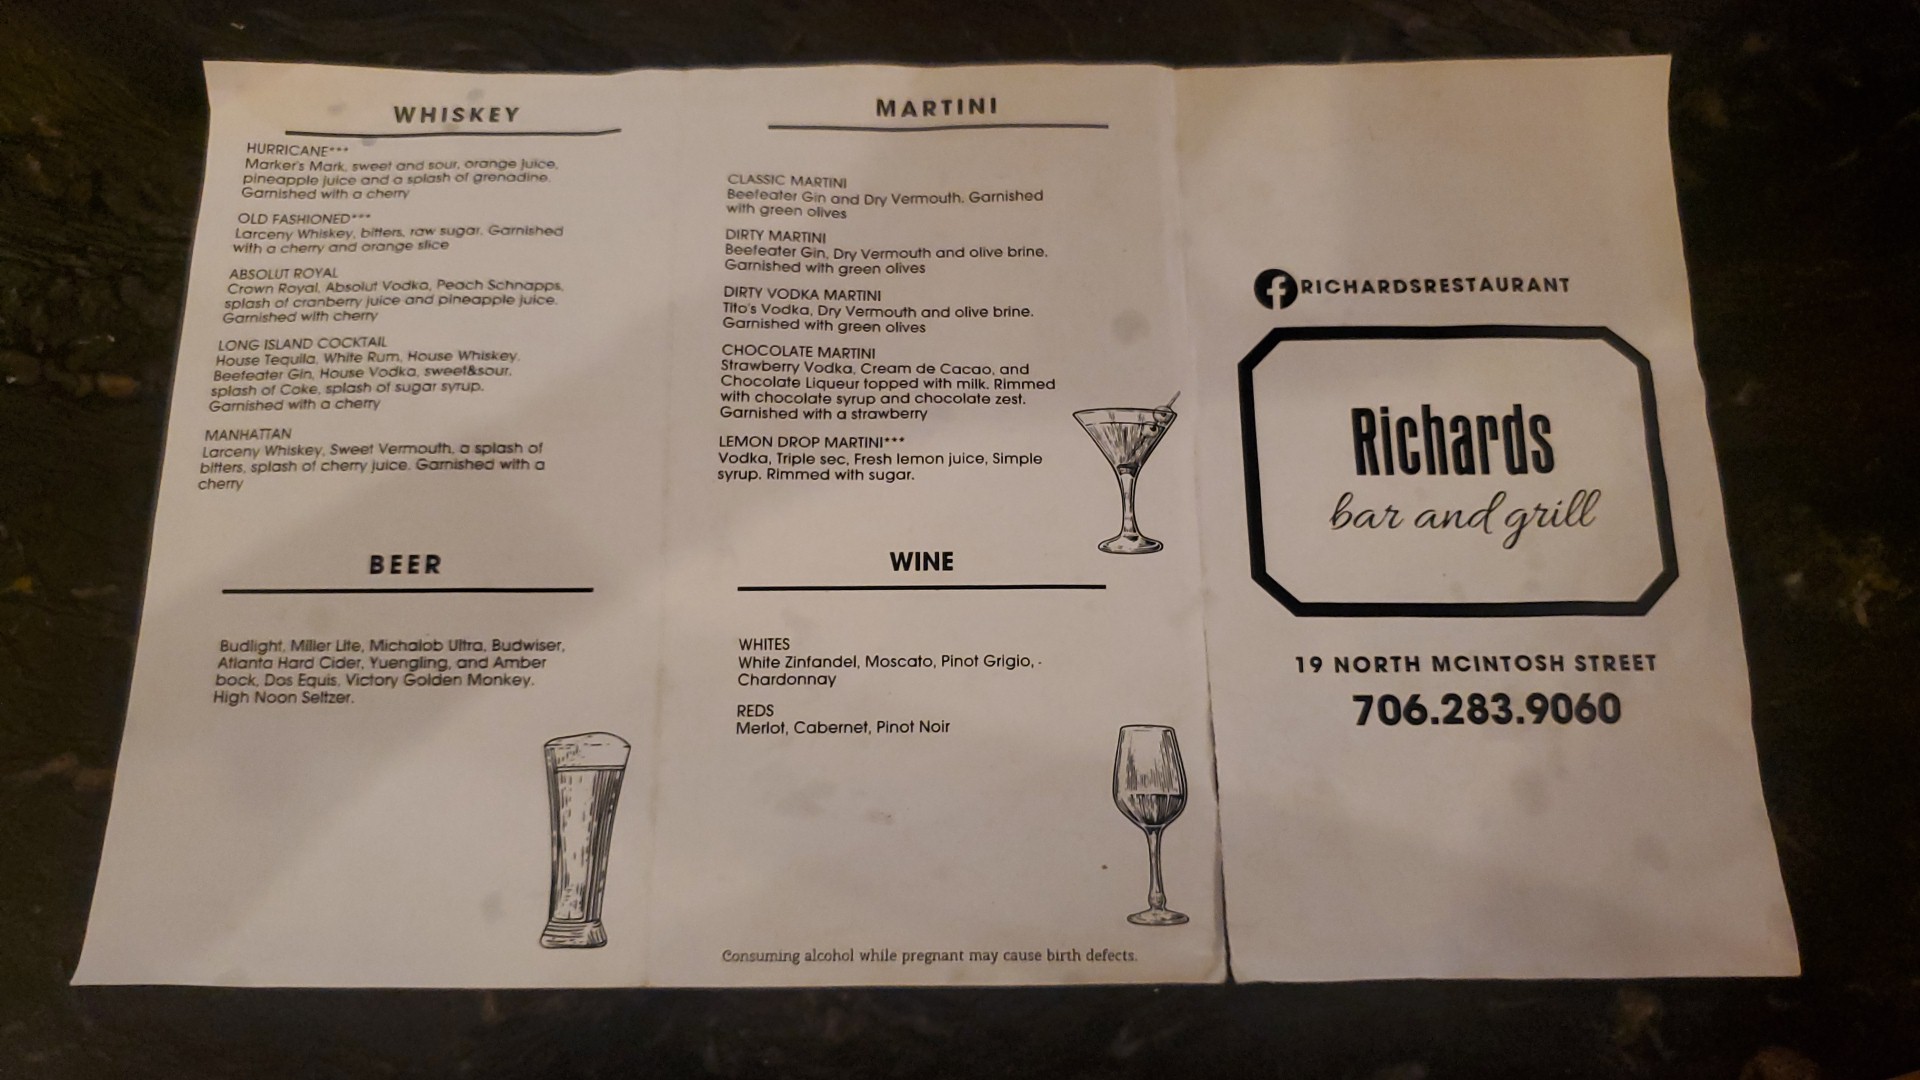 WHISKEY
HURRICANE***
Marker's Mark, sweet and sour, orange juice,
pineapple juice and a splash of grenadine.
Garnished with a cherry
OLD FASHIONED***
Larceny Whiskey, bitters, raw sugar. Garnished
with a cherry and orange slice
ABSOLUT ROYAL
Crown Royal, Absolut Vodka, Peach Schnapps,
splash of cranberry juice and pineapple juice.
Garnished with cherry
LONG ISLAND COCKTAIL
House Tequila, White Rum, House Whiskey,
Beefeater Gin, House Vodka, sweet&sour,
splash of Coke, splash of sugar syrup.
Garnished with a cherry
MANHATTAN
Larceny Whiskey, Sweet Vermouth, a splash of
bitters, splash of cherry juice. Garnished with a
cherry
BEER
Budlight, Miller Lite, Michalob Ultra, Budwiser,
Atlanta Hard Cider, Yuengling, and Amber
bock, Dos Equis, Victory Golden Monkey.
High Noon Seltzer.
MARTINI
CLASSIC MARTINI
Beefeater Gin and Dry Vermouth. Garnished
with green olives
DIRTY MARTINI
Beefeater Gin, Dry Vermouth and olive brine.
Garnished with green olives
DIRTY VODKA MARTINI
Tito's Vodka, Dry Vermouth and olive brine.
Garnished with green olives
CHOCOLATE MARTINI
Strawberry Vodka, Cream de Cacao, and
Chocolate Liqueur topped with milk. Rimmed
with chocolate syrup and chocolate zest.
Garnished with a strawberry
LEMON DROP MARTINI***
Vodka, Triple sec, Fresh lemon juice, Simple
syrup. Rimmed with sugar.
WINE
WHITES
White Zinfandel, Moscato, Pinot Grigio, -
Chardonnay
REDS
Merlot, Cabernet, Pinot Noir
Consuming alcohol while pregnant may cause birth defects.
RICHARDSRESTAURANT
Richards
bar and grill
19 NORTH MCINTOSH STREET
706.283.9060